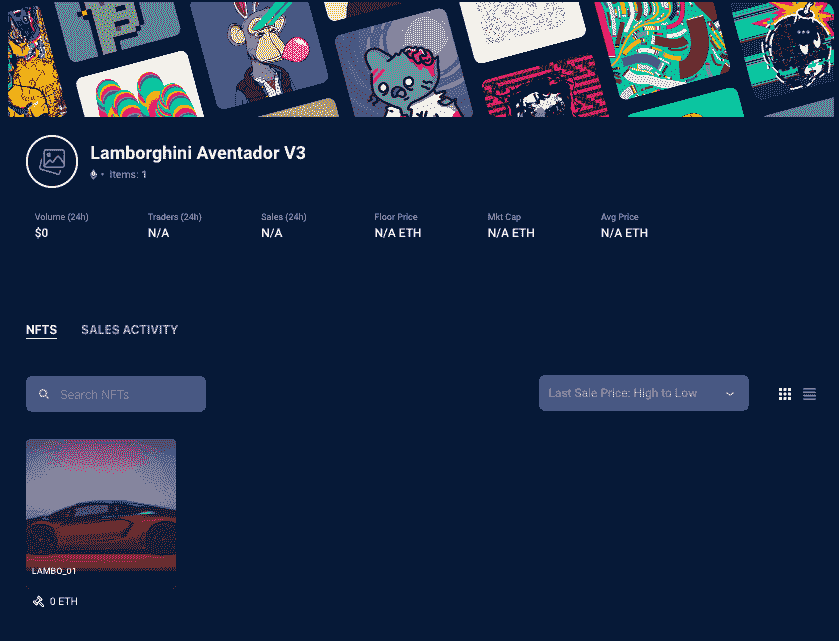 Lamborghini Aventador V3
• Items: 1
Volume (24h) Traders (24h) Sales (24h) Floor Price Mkt Cap Avg Price
$0 N/A N/A N/A ETH N/A ETH N/A ETH
NFTS SALES ACTIVITY
Search NFTs Last Sale Price: High to Low
LAMBO_01
0 ETH